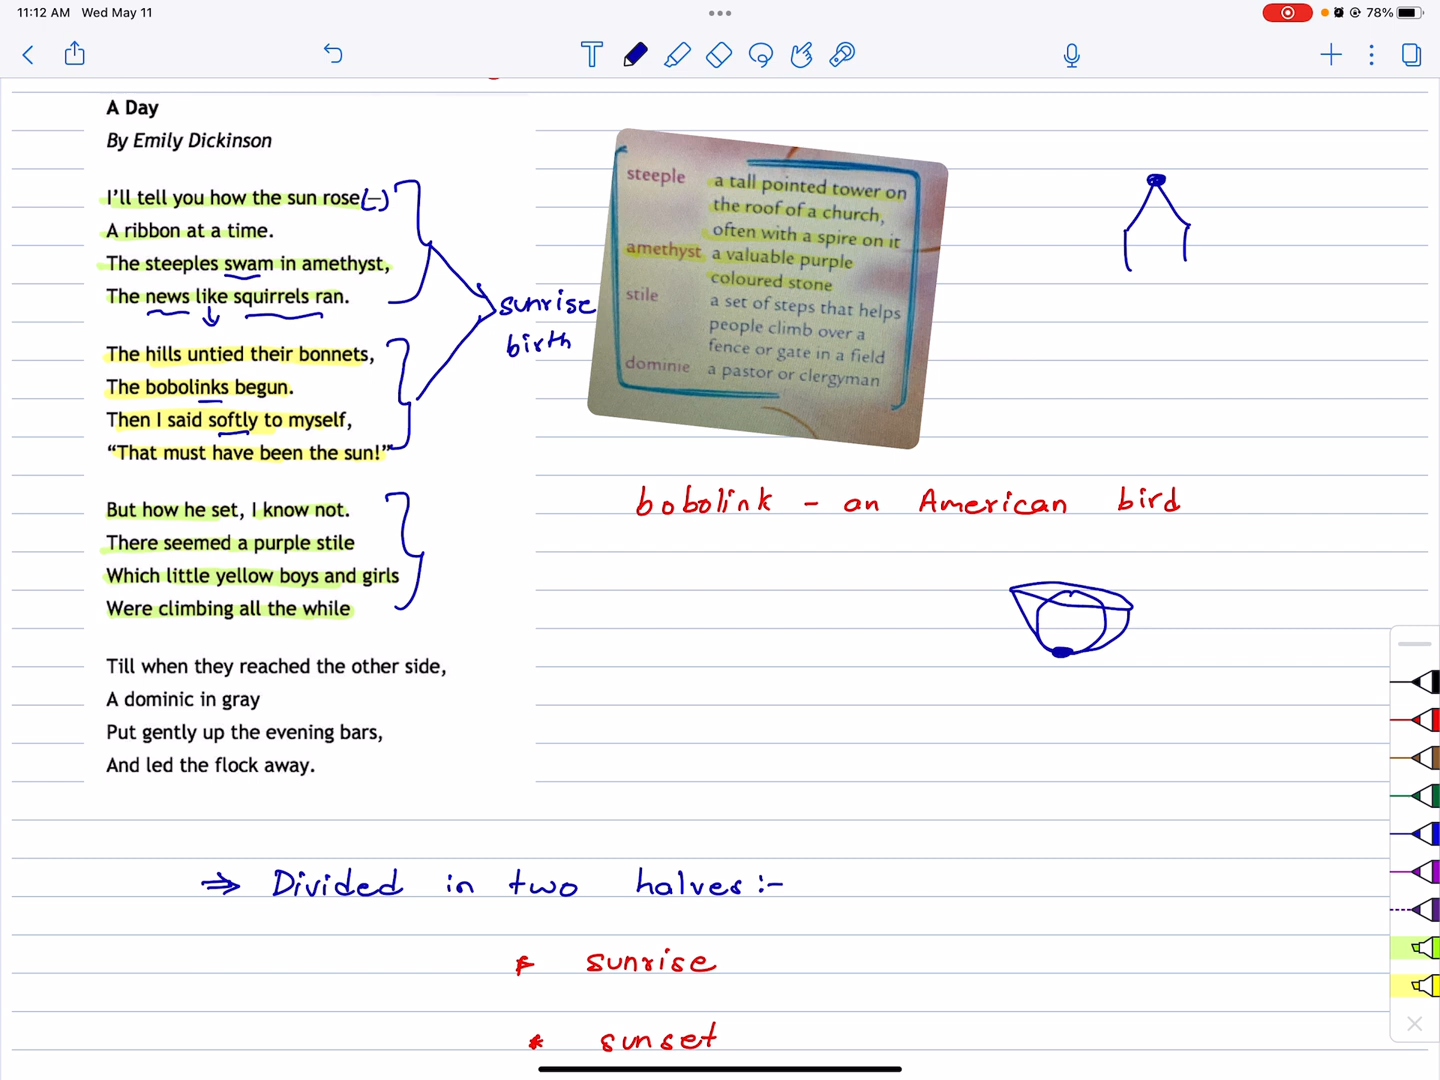 11:12 AM Wed May 11
78%
A Day
By Emily Dickinson
I'll tell you how the sun rose (–)
A ribbon at a time.
The steeples swam in amethyst,
The news like squirrels ran.
The hills untied their bonnets,
The bobolinks begun.
Then I said softly to myself,
“That must have been the sun!”
But how he set, I know not.
There seemed a purple stile
Which little yellow boys and girls
Were climbing all the while
Till when they reached the other side,
A dominic in gray
Put gently up the evening bars,
And led the flock away.
sunrise
birth
steeple a tall pointed tower on
the roof of a church,
often with a spire on it
amethyst a valuable purple
coloured stone
stile a set of steps that helps
people climb over a
fence or gate in a field
dominie a pastor or clergyman
bobolink – an American bird
⇒ Divided in two halves :-
* sunrise
* sunset